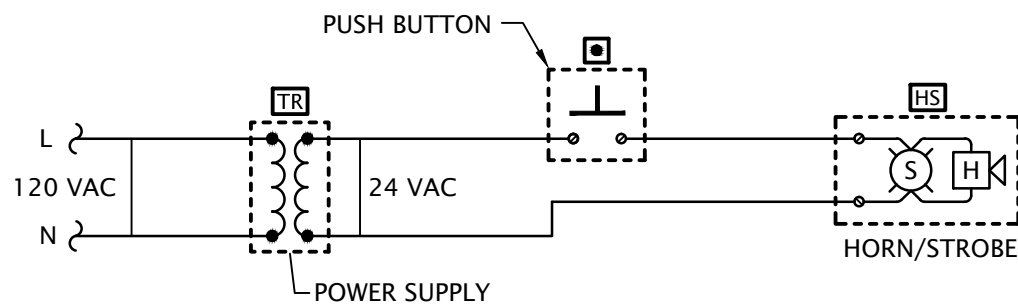 PUSH BUTTON
TR
HS
L
120 VAC
24 VAC
S
H
N
HORN/STROBE
POWER SUPPLY